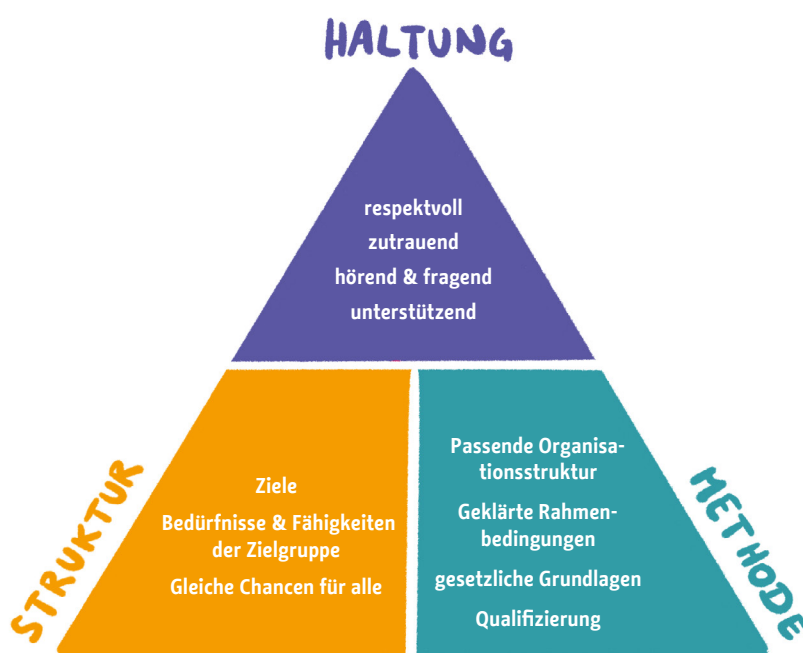 HALTUNG
respektvoll
zutrauend
hörend & fragend
unterstützend
STRUKTUR
Ziele
Bedürfnisse & Fähigkeiten
der Zielgruppe
Gleiche Chancen für alle
METHODE
Passende Organisa-
tionsstruktur
Geklärte Rahmen-
bedingungen
gesetzliche Grundlagen
Qualifizierung